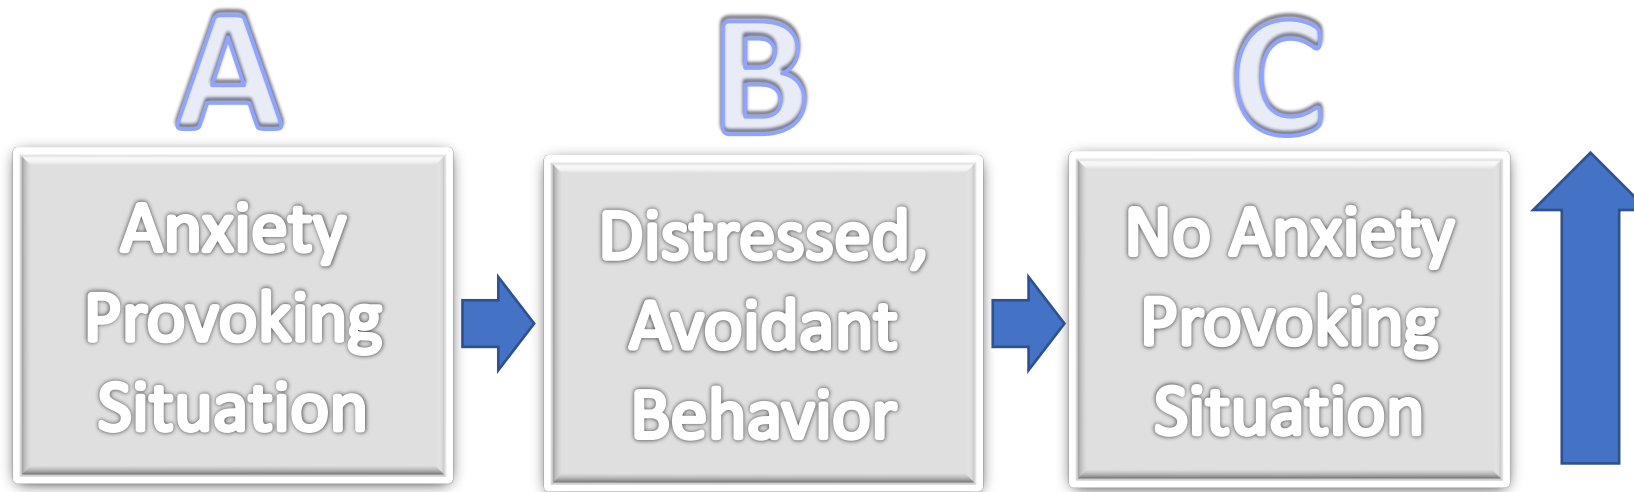 A
B
C
Anxiety
Provoking
Situation
Distressed,
Avoidant
Behavior
No Anxiety
Provoking
Situation